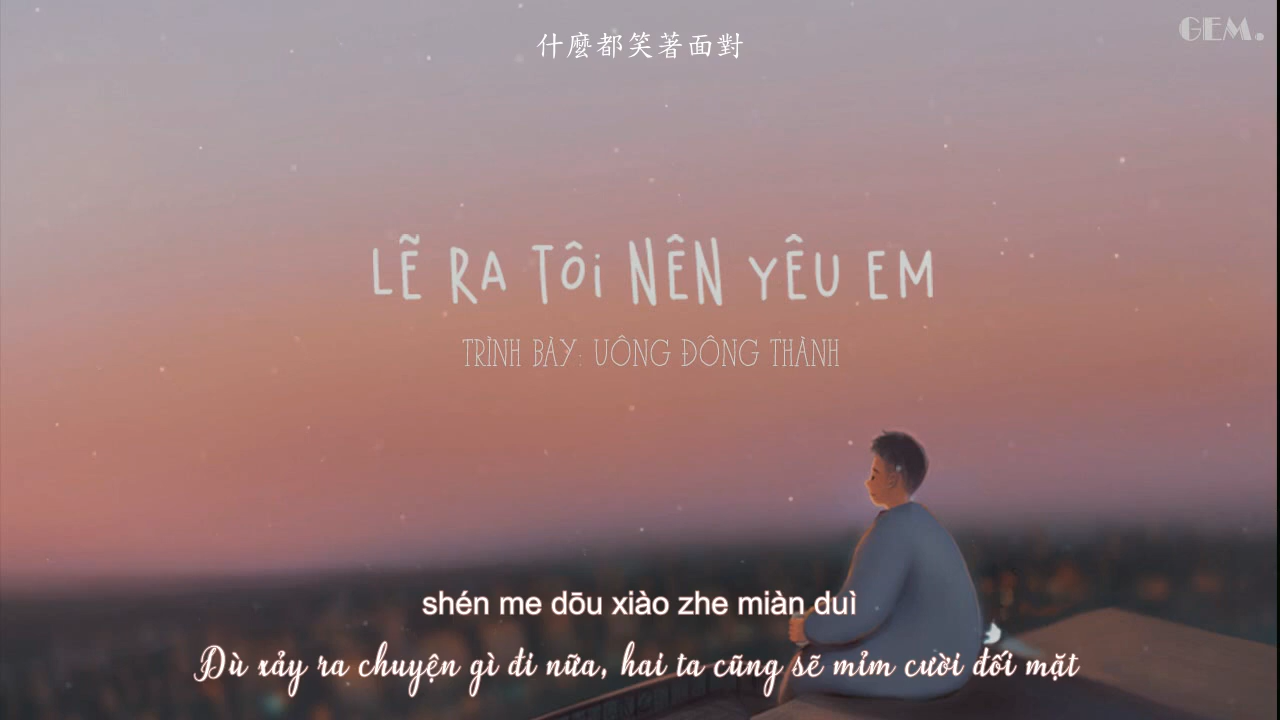 什麼都笑著面對
GEM.
LẼ RA TÔI NÊN YÊU EM
TRÌNH BÀY: UÔNG ĐÔNG THÀNH
shén me dōu xiào zhe miàn duì
Dù xảy ra chuyện gì đi nữa, hai ta cũng sẽ mỉm cười đối mặt